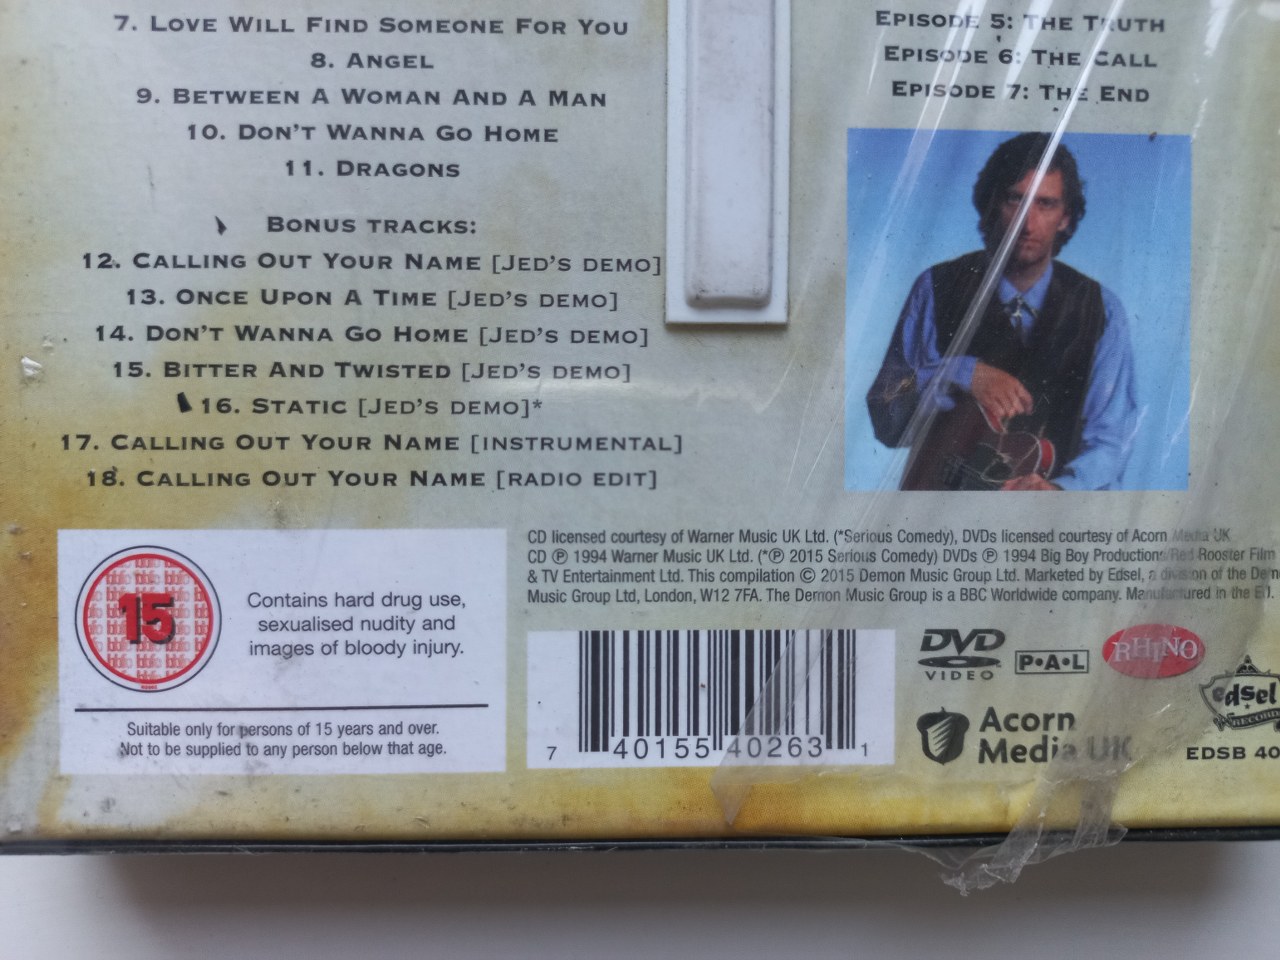 7. LOVE WILL FIND SOMEONE FOR YOU
8. ANGEL
9. BETWEEN A WOMAN AND A MAN
10. DON'T WANNA GO HOME
11. DRAGONS
BONUS TRACKS:
12. CALLING OUT YOUR NAME [JED'S DEMO]
13. ONCE UPON A TIME [JED'S DEMO]
14. DON'T WANNA GO HOME [JED'S DEMO]
15. BITTER AND TWISTED [JED'S DEMO]
16. STATIC [JED'S DEMO]*
17. CALLING OUT YOUR NAME [INSTRUMENTAL]
18. CALLING OUT YOUR NAME [RADIO EDIT]
EPISODE 5: THE TRUTH
EPISODE 6: THE CALL
EPISODE 7: THE END
15
Contains hard drug use,
sexualised nudity and
images of bloody injury.
Suitable only for persons of 15 years and over.
Not to be supplied to any person below that age.
CD licensed courtesy of Warner Music UK Ltd. (*Serious Comedy), DVDs licensed courtesy of Acorn Media UK
CD ℗ 1994 Warner Music UK Ltd. (*℗ 2015 Serious Comedy) DVDs ℗ 1994 Big Boy Productions/Red Rooster Film
& TV Entertainment Ltd. This compilation © 2015 Demon Music Group Ltd. Marketed by Edsel, a division of the Demon
Music Group Ltd, London, W12 7FA. The Demon Music Group is a BBC Worldwide company. Manufactured in the EU.
7 40155 40263 1
DVD
VIDEO
P·A·L
RHINO
edsel
RECORDS
Acorn
Media UK
EDSB 40